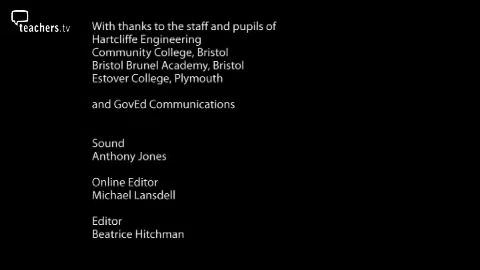 teachers.tv
With thanks to the staff and pupils of
Hartcliffe Engineering
Community College, Bristol
Bristol Brunel Academy, Bristol
Estover College, Plymouth
and GovEd Communications
Sound
Anthony Jones
Online Editor
Michael Lansdell
Editor
Beatrice Hitchman